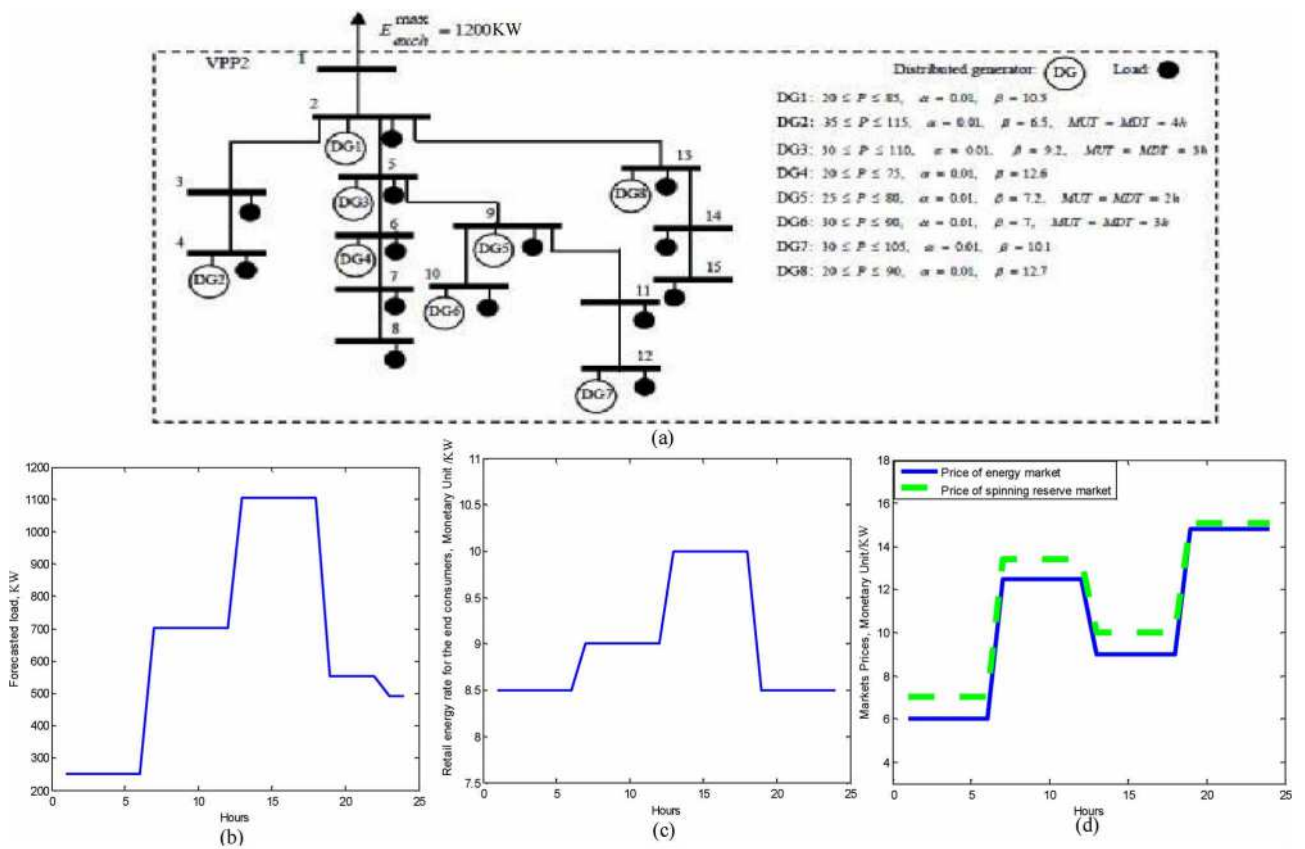 E max exch = 1200KW
VPP2
Distributed generator: DG Load:
DG1: 20 ≤ P ≤ 85, α = 0.01, β = 10.5
DG2: 35 ≤ P ≤ 115, α = 0.01, β = 6.5, MUT = MDT = 4h
DG3: 30 ≤ P ≤ 110, α = 0.01, β = 9.2, MUT = MDT = 3h
DG4: 20 ≤ P ≤ 75, α = 0.01, β = 12.6
DG5: 25 ≤ P ≤ 80, α = 0.01, β = 7.2, MUT = MDT = 2h
DG6: 30 ≤ P ≤ 90, α = 0.01, β = 7, MUT = MDT = 3h
DG7: 30 ≤ P ≤ 105, α = 0.01, β = 10.1
DG8: 20 ≤ P ≤ 90, α = 0.01, β = 12.7
1
2
DG1
3
4
DG2
5
DG3
6
DG4
7
8
9
DG5
10
DG6
11
12
DG7
13
DG8
14
15
(a)
Forecasted load, KW
1200
1100
1000
900
800
700
600
500
400
300
200
0 5 10 15 20 25
Hours
(b)
Retail energy rate for the end consumers, Monetary Unit /KW
11
10.5
10
9.5
9
8.5
8
7.5
0 5 10 15 20 25
Hours
(c)
Markets Prices, Monetary Unit/KW
18
16
14
12
10
8
6
4
Price of energy market
Price of spinning reserve market
0 5 10 15 20 25
Hours
(d)